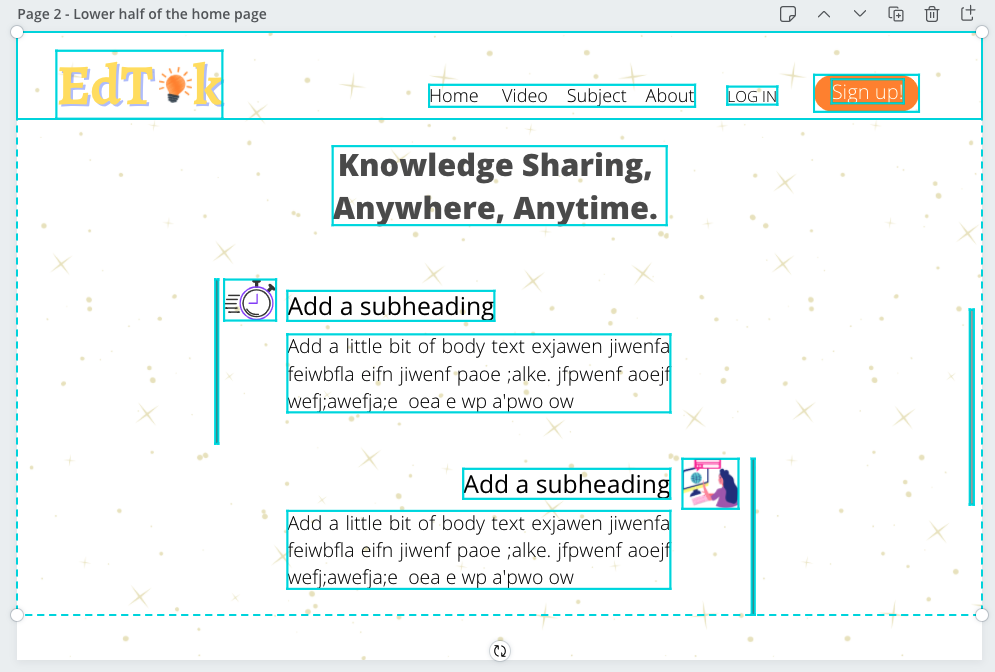 Page 2 - Lower half of the home page
EdT k
Home Video Subject About LOG IN Sign up!
Knowledge Sharing,
Anywhere, Anytime.
Add a subheading
Add a little bit of body text exjawen jiwenfa
feiwbfla eifn jiwenf paoe ;alke. jfpwenf aoejf
wefj;awefja;e oea e wp a'pwo ow
Add a subheading
Add a little bit of body text exjawen jiwenfa
feiwbfla eifn jiwenf paoe ;alke. jfpwenf aoejf
wefj;awefja;e oea e wp a'pwo ow